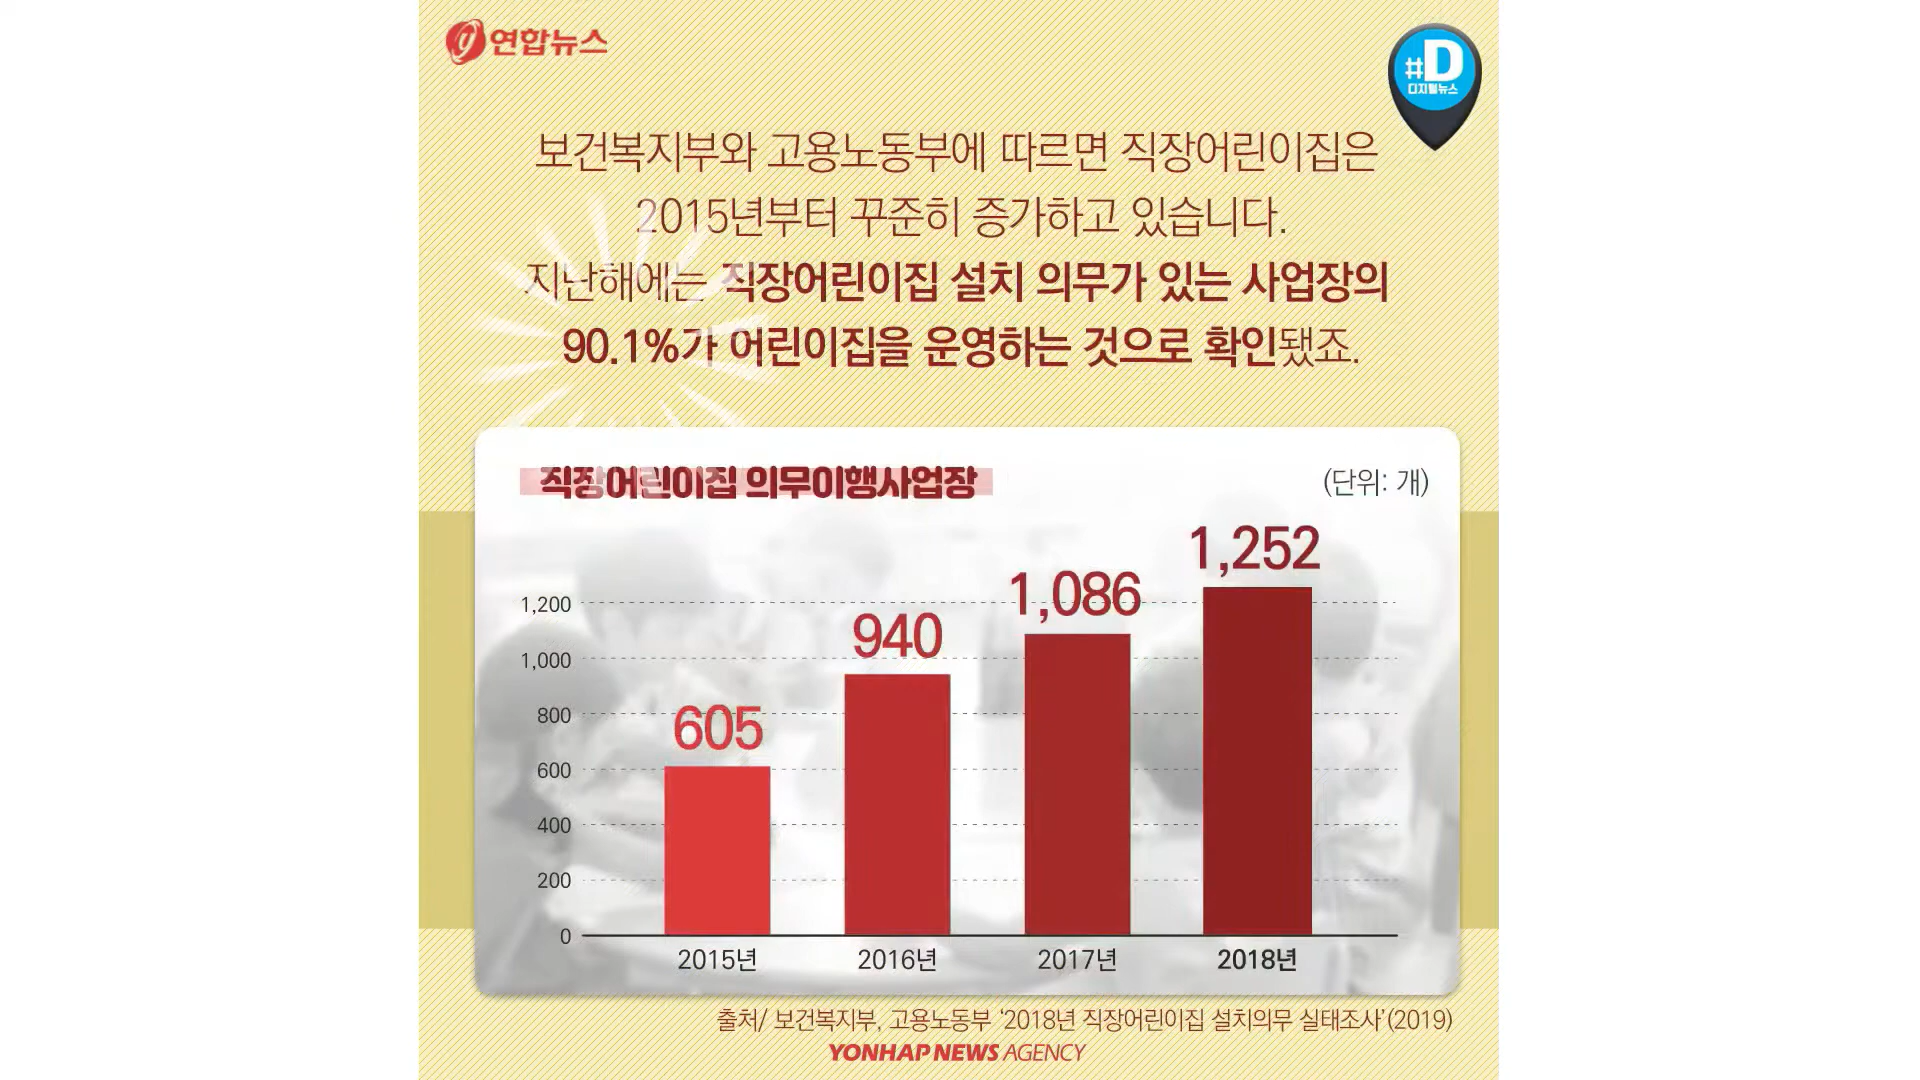 연합뉴스
#D
디지털뉴스
보건복지부와 고용노동부에 따르면 직장어린이집은
2015년부터 꾸준히 증가하고 있습니다.
지난해에는 직장어린이집 설치 의무가 있는 사업장의
90.1%가 어린이집을 운영하는 것으로 확인됐죠.
직장어린이집 의무이행사업장
(단위: 개)
1,252
1,086
940
605
1,200
1,000
800
600
400
200
0
2015년 2016년 2017년 2018년
출처/ 보건복지부, 고용노동부 ‘2018년 직장어린이집 설치의무 실태조사’(2019)
YONHAP NEWS AGENCY